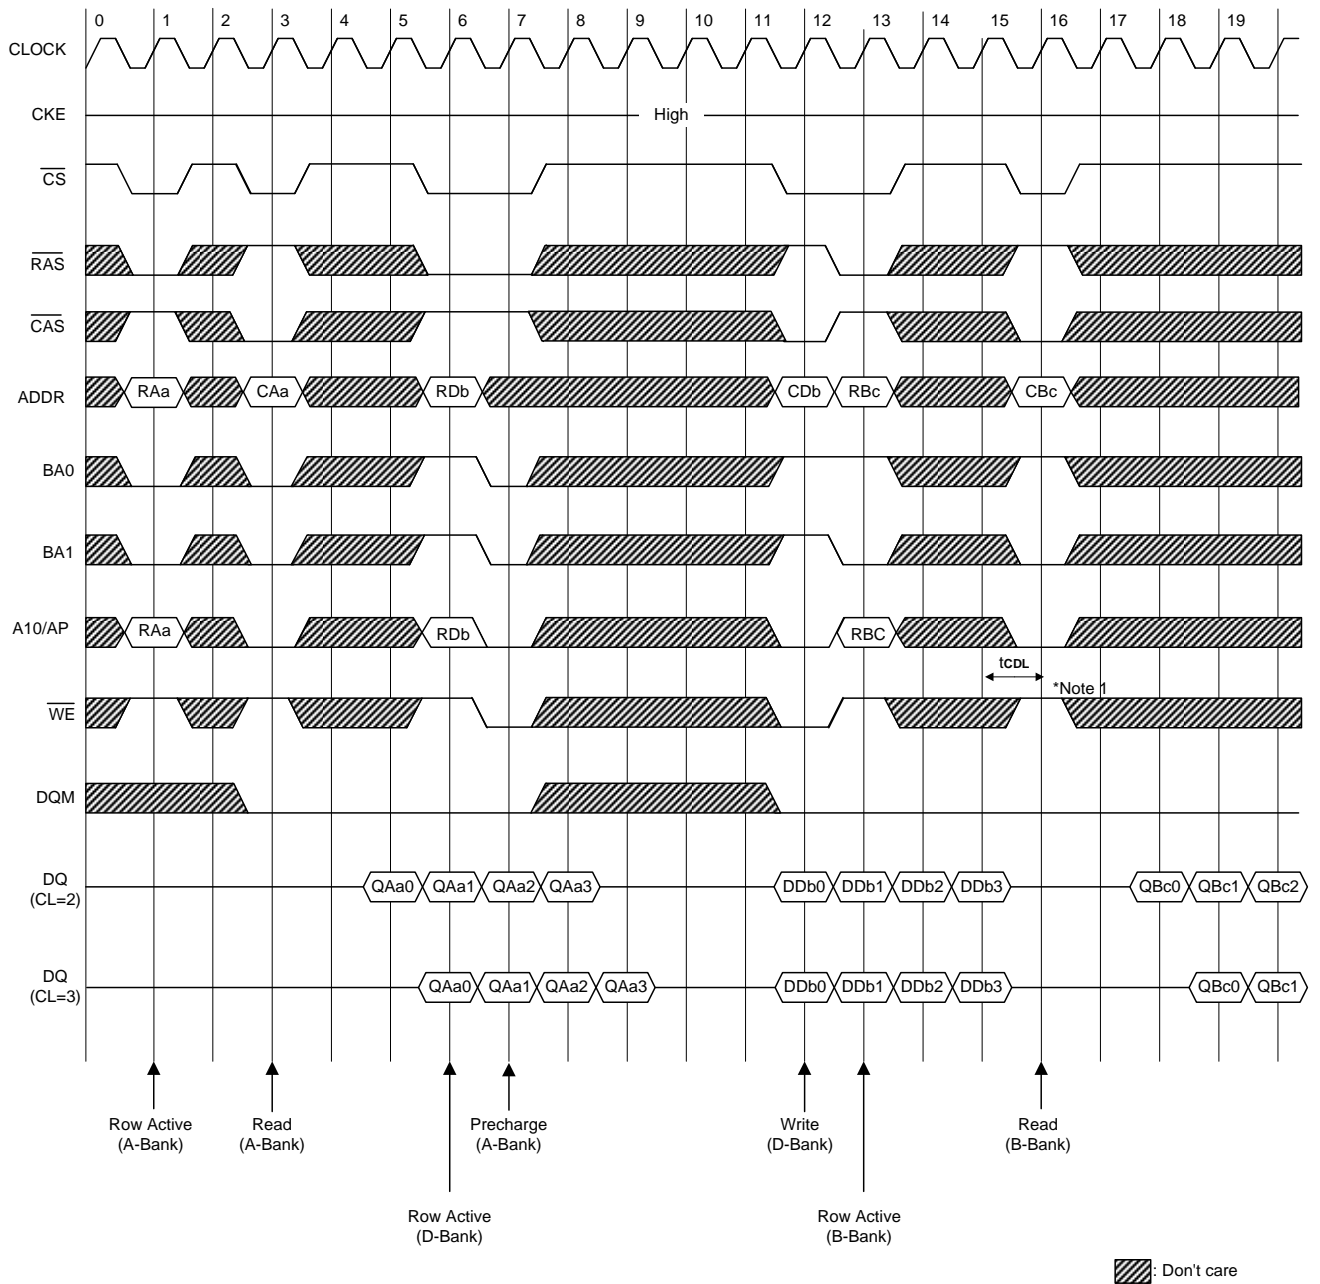 0 1 2 3 4 5 6 7 8 9 10 11 12 13 14 15 16 17 18 19
CLOCK
CKE High
CS
RAS
CAS
ADDR RAa CAa RDb CDb RBc CBc
BA0
BA1
A10/AP RAa RDb RBC
tCDL
*Note 1
WE
DQM
DQ
(CL=2) QAa0 QAa1 QAa2 QAa3 DDb0 DDb1 DDb2 DDb3 QBc0 QBc1 QBc2
DQ
(CL=3) QAa0 QAa1 QAa2 QAa3 DDb0 DDb1 DDb2 DDb3 QBc0 QBc1
Row Active Read Precharge Write Read
(A-Bank) (A-Bank) (A-Bank) (D-Bank) (B-Bank)
Row Active Row Active
(D-Bank) (B-Bank)
: Don't care